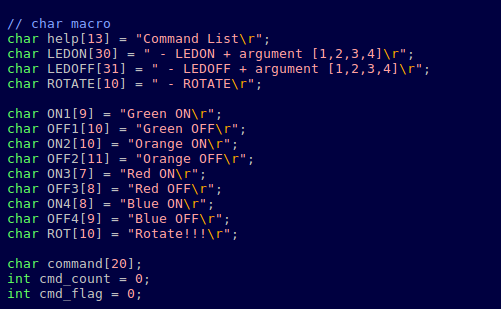 // char macro
char help[13] = "Command List\r";
char LEDON[30] = " - LEDON + argument [1,2,3,4]\r";
char LEDOFF[31] = " - LEDOFF + argument [1,2,3,4]\r";
char ROTATE[10] = " - ROTATE\r";
char ON1[9] = "Green ON\r";
char OFF1[10] = "Green OFF\r";
char ON2[10] = "Orange ON\r";
char OFF2[11] = "Orange OFF\r";
char ON3[7] = "Red ON\r";
char OFF3[8] = "Red OFF\r";
char ON4[8] = "Blue ON\r";
char OFF4[9] = "Blue OFF\r";
char ROT[10] = "Rotate!!!\r";
char command[20];
int cmd_count = 0;
int cmd_flag = 0;